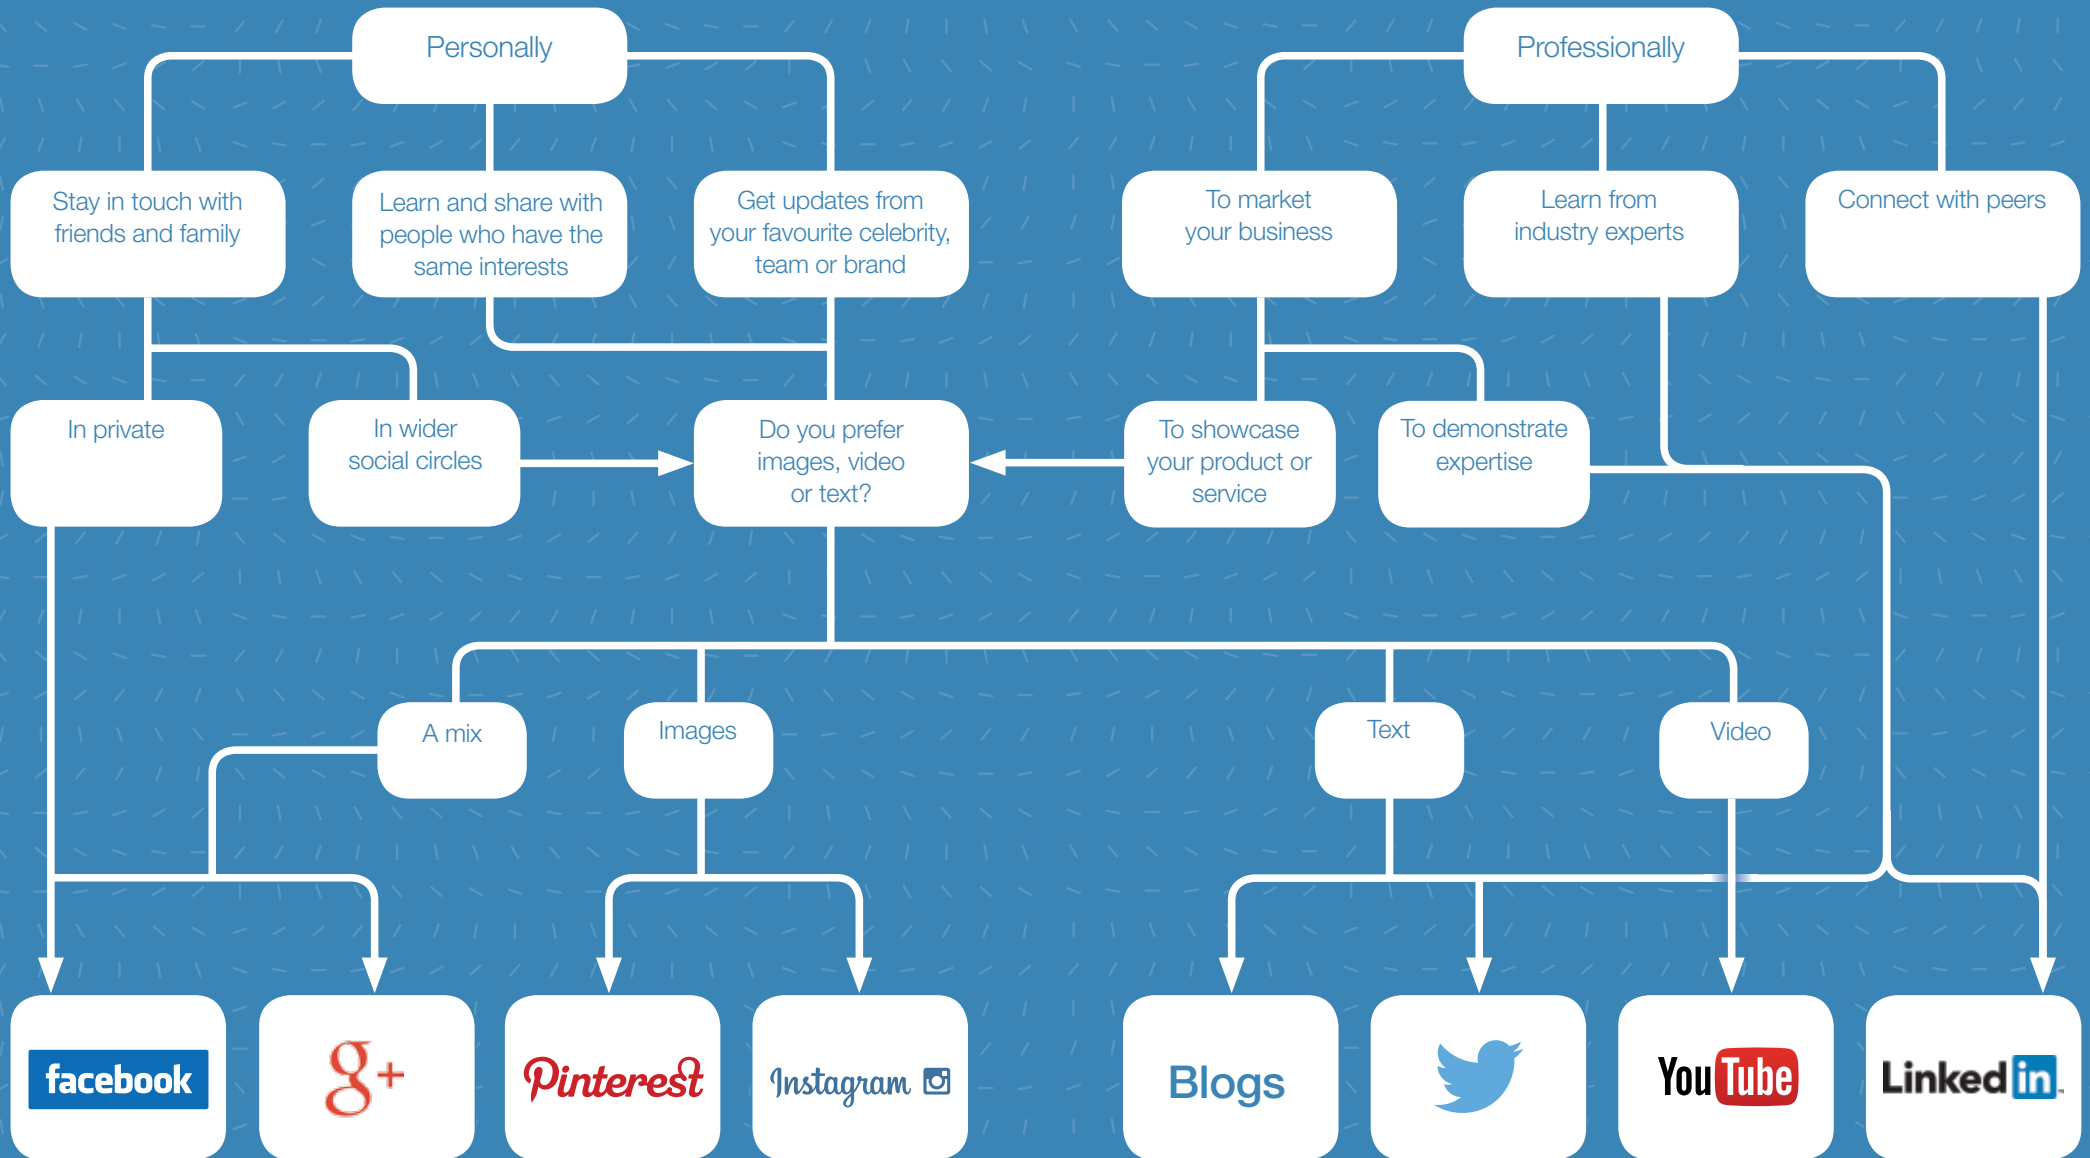 Personally
Professionally
Stay in touch with
friends and family
Learn and share with
people who have the
same interests
Get updates from
your favourite celebrity,
team or brand
To market
your business
Learn from
industry experts
Connect with peers
In private
In wider
social circles
Do you prefer
images, video
or text?
To showcase
your product or
service
To demonstrate
expertise
A mix
Images
Text
Video
facebook
g+
Pinterest
Instagram
Blogs
YouTube
Linked in